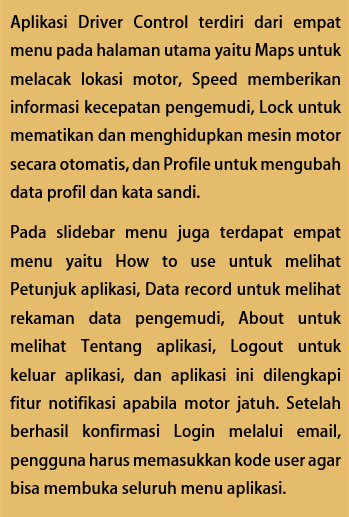 Aplikasi Driver Control terdiri dari empat
menu pada halaman utama yaitu Maps untuk
melacak lokasi motor, Speed memberikan
informasi kecepatan pengemudi, Lock untuk
mematikan dan menghidupkan mesin motor
secara otomatis, dan Profile untuk mengubah
data profil dan kata sandi.
Pada slidebar menu juga terdapat empat
menu yaitu How to use untuk melihat
Petunjuk aplikasi, Data record untuk melihat
rekaman data pengemudi, About untuk
melihat Tentang aplikasi, Logout untuk
keluar aplikasi, dan aplikasi ini dilengkapi
fitur notifikasi apabila motor jatuh. Setelah
berhasil konfirmasi Login melalui email,
pengguna harus memasukkan kode user agar
bisa membuka seluruh menu aplikasi.